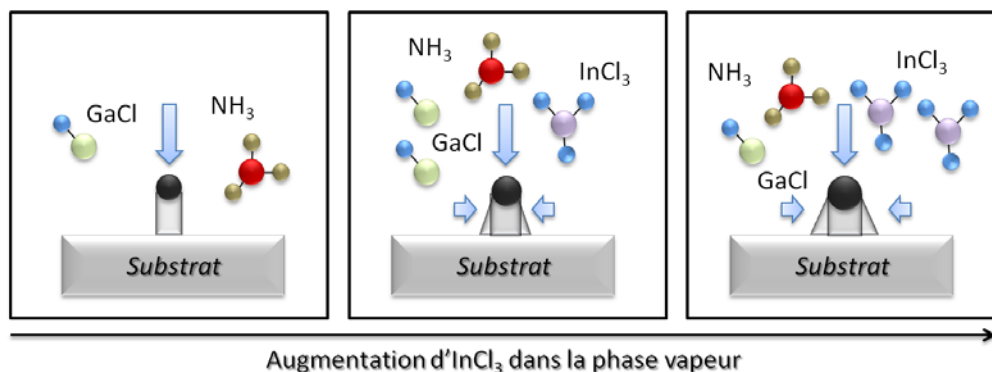 GaCl
NH₃
Substrat
NH₃
InCl₃
GaCl
Substrat
NH₃
InCl₃
GaCl
Substrat
Augmentation d'InCl₃ dans la phase vapeur